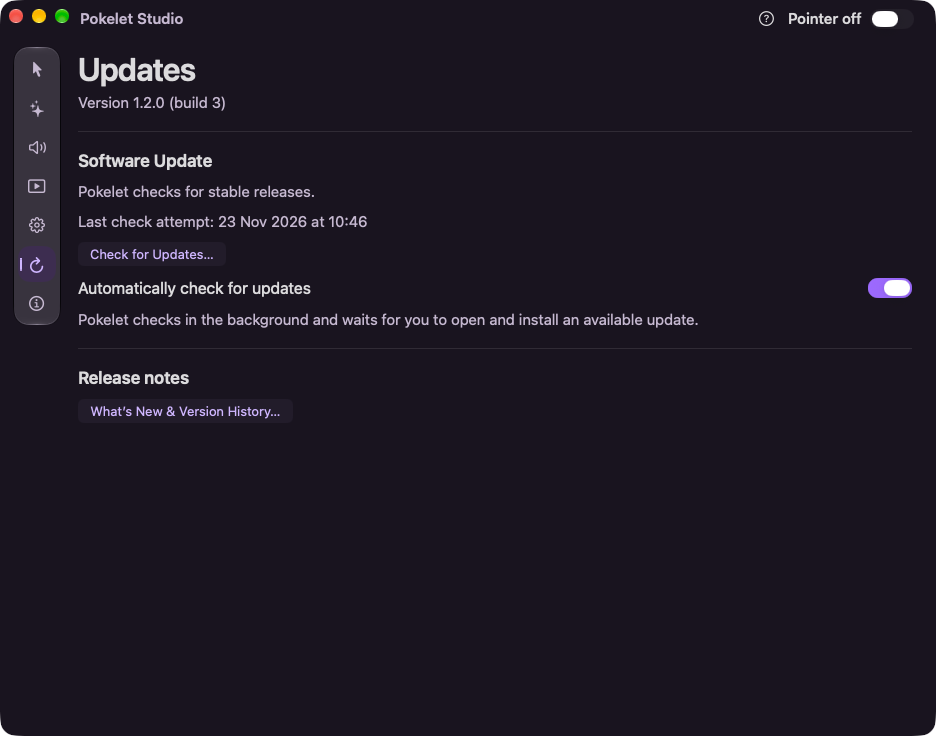 Pokelet Studio
Pointer off
Updates
Version 1.2.0 (build 3)
Software Update
Pokelet checks for stable releases.
Last check attempt: 23 Nov 2026 at 10:46
Check for Updates…
Automatically check for updates
Pokelet checks in the background and waits for you to open and install an available update.
Release notes
What’s New & Version History…